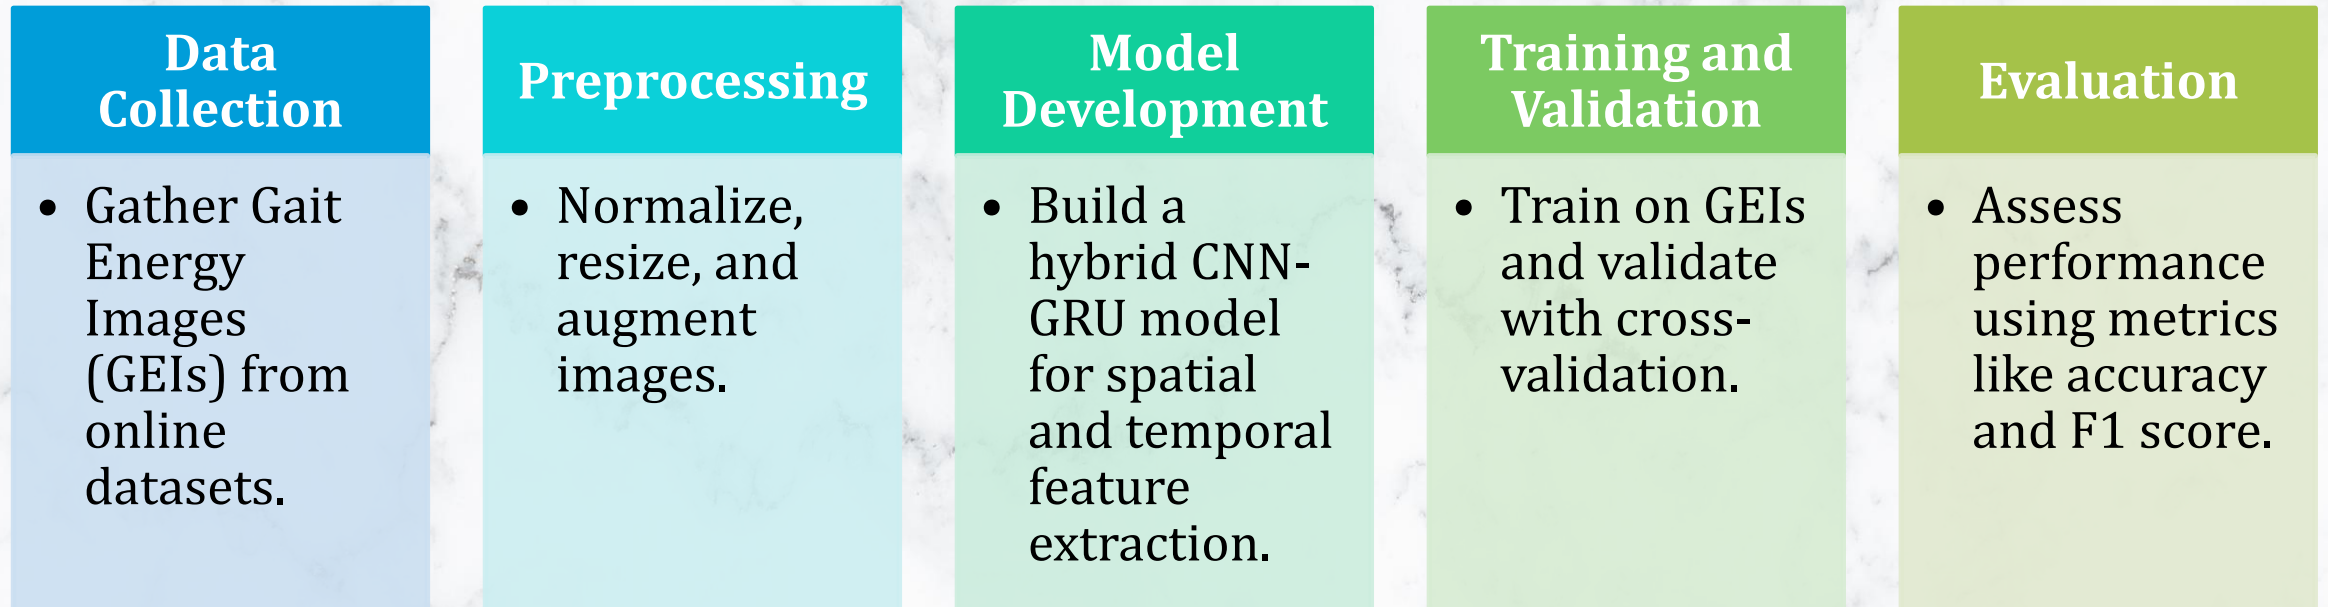 Data
Collection
• Gather Gait
Energy
Images
(GEIs) from
online
datasets.
Preprocessing
• Normalize,
resize, and
augment
images.
Model
Development
• Build a
hybrid CNN-
GRU model
for spatial
and temporal
feature
extraction.
Training and
Validation
• Train on GEIs
and validate
with cross-
validation.
Evaluation
• Assess
performance
using metrics
like accuracy
and F1 score.